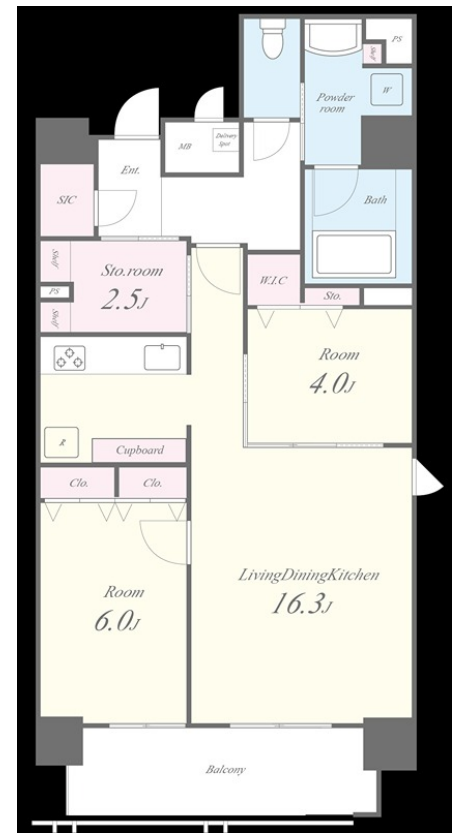 PS
Shelf
Powder
room
W
Delivery
Spot
MB
Ent.
SIC
Bath
Shelf
Sto.room
2.5J
PS
Shelf
W.I.C
Sto.
Room
4.0J
R
Cupboard
Clo.
Clo.
LivingDiningKitchen
16.3J
Room
6.0J
Balcony